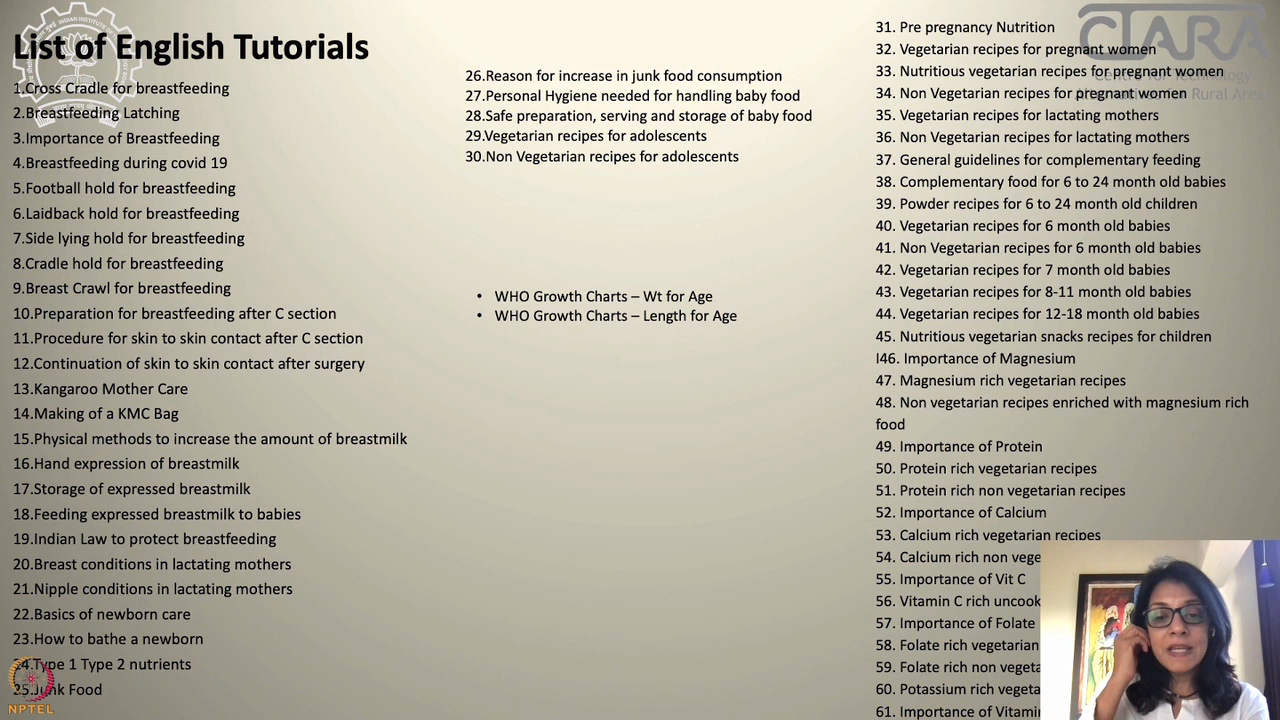 List of English Tutorials
1.Cross Cradle for breastfeeding
2.Breastfeeding Latching
3.Importance of Breastfeeding
4.Breastfeeding during covid 19
5.Football hold for breastfeeding
6.Laidback hold for breastfeeding
7.Side lying hold for breastfeeding
8.Cradle hold for breastfeeding
9.Breast Crawl for breastfeeding
10.Preparation for breastfeeding after C section
11.Procedure for skin to skin contact after C section
12.Continuation of skin to skin contact after surgery
13.Kangaroo Mother Care
14.Making of a KMC Bag
15.Physical methods to increase the amount of breastmilk
16.Hand expression of breastmilk
17.Storage of expressed breastmilk
18.Feeding expressed breastmilk to babies
19.Indian Law to protect breastfeeding
20.Breast conditions in lactating mothers
21.Nipple conditions in lactating mothers
22.Basics of newborn care
23.How to bathe a newborn
24.Type 1 Type 2 nutrients
25.Junk Food
NPTEL
26.Reason for increase in junk food consumption
27.Personal Hygiene needed for handling baby food
28.Safe preparation, serving and storage of baby food
29.Vegetarian recipes for adolescents
30.Non Vegetarian recipes for adolescents
• WHO Growth Charts – Wt for Age
• WHO Growth Charts – Length for Age
CTARA
31. Pre pregnancy Nutrition
32. Vegetarian recipes for pregnant women
33. Nutritious vegetarian recipes for pregnant women
34. Non Vegetarian recipes for pregnant women
35. Vegetarian recipes for lactating mothers
36. Non Vegetarian recipes for lactating mothers
37. General guidelines for complementary feeding
38. Complementary food for 6 to 24 month old babies
39. Powder recipes for 6 to 24 month old children
40. Vegetarian recipes for 6 month old babies
41. Non Vegetarian recipes for 6 month old babies
42. Vegetarian recipes for 7 month old babies
43. Vegetarian recipes for 8-11 month old babies
44. Vegetarian recipes for 12-18 month old babies
45. Nutritious vegetarian snacks recipes for children
I46. Importance of Magnesium
47. Magnesium rich vegetarian recipes
48. Non vegetarian recipes enriched with magnesium rich
food
49. Importance of Protein
50. Protein rich vegetarian recipes
51. Protein rich non vegetarian recipes
52. Importance of Calcium
53. Calcium rich vegetarian recipes
54. Calcium rich non vege
55. Importance of Vit C
56. Vitamin C rich uncook
57. Importance of Folate
58. Folate rich vegetarian
59. Folate rich non vegeta
60. Potassium rich vegeta
61. Importance of Vitamin